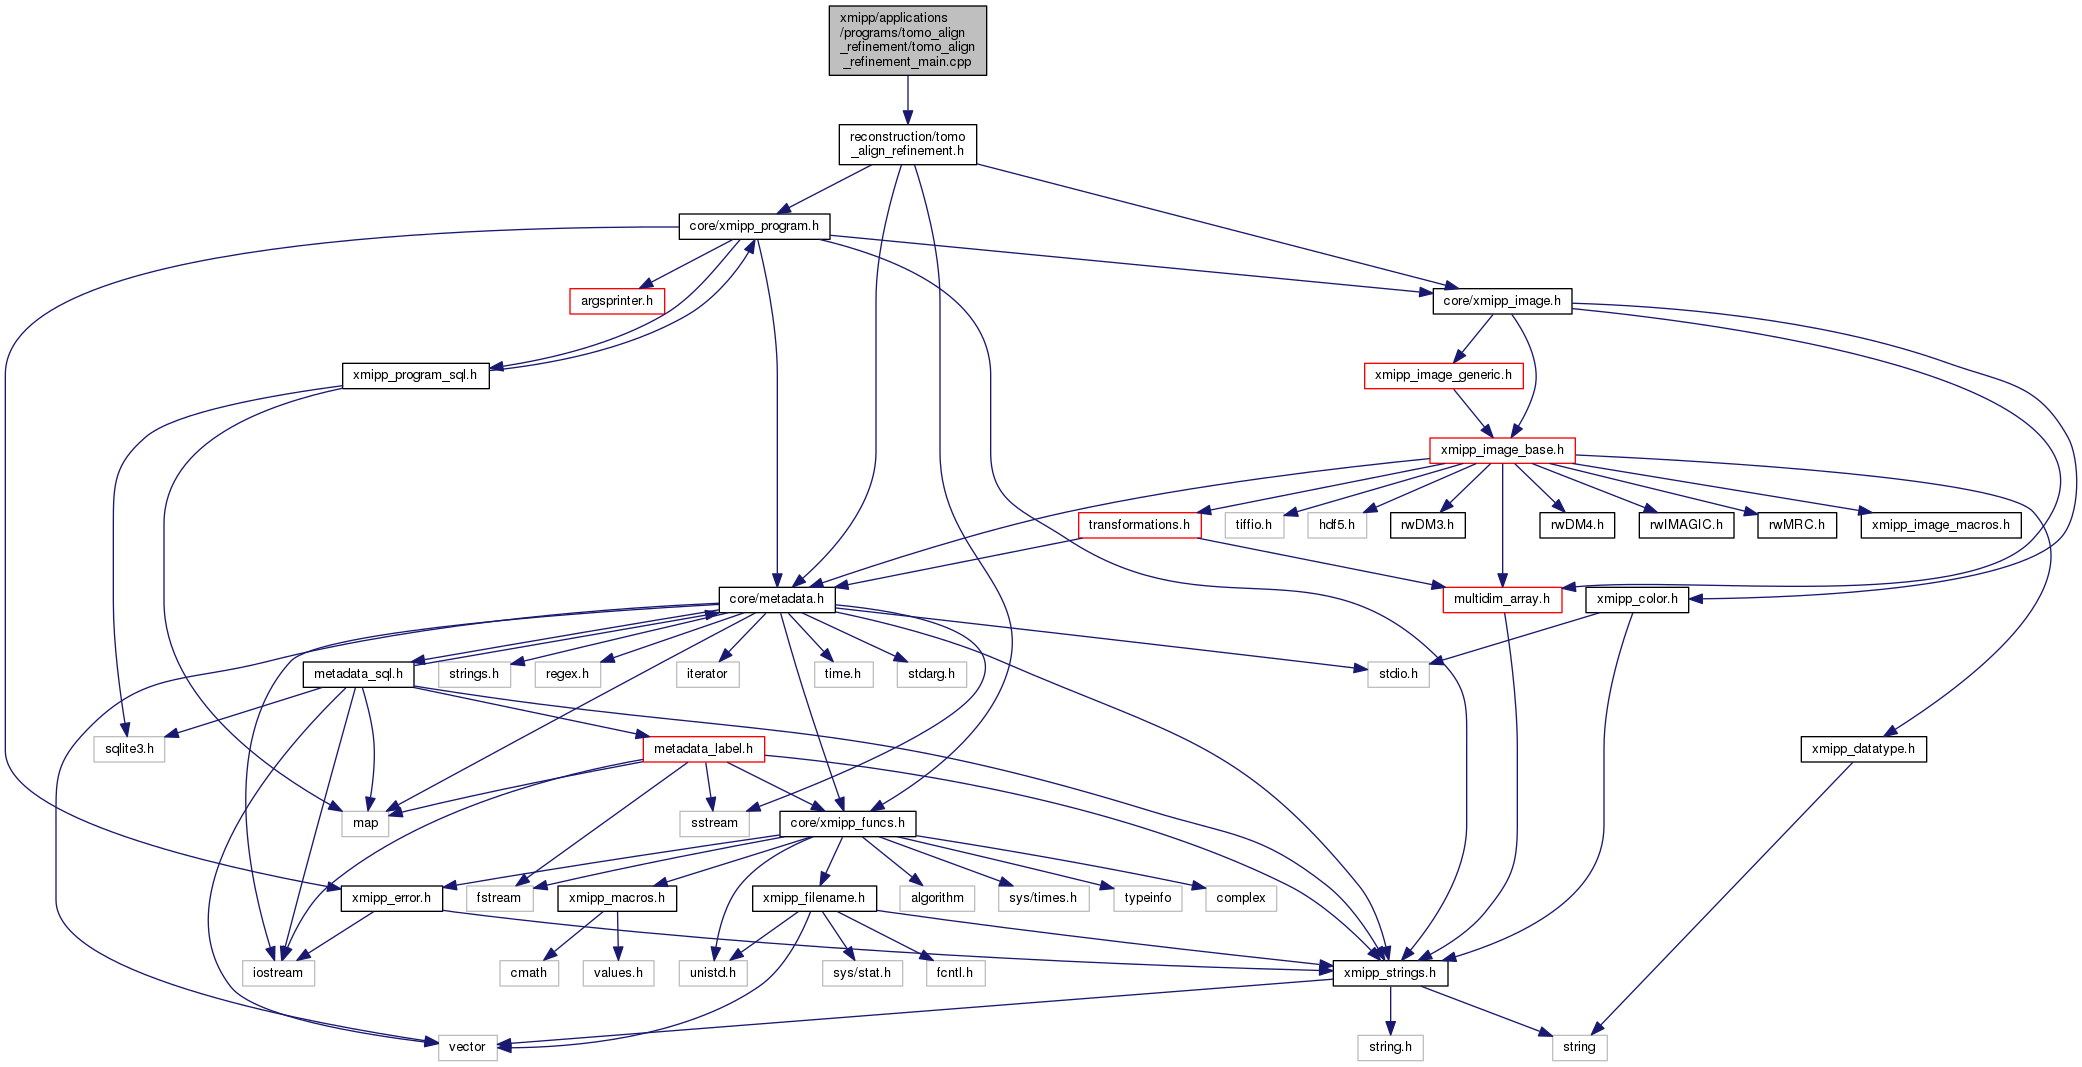 xmipp/applications
/programs/tomo_align
_refinement/tomo_align
_refinement_main.cpp
reconstruction/tomo
_align_refinement.h
core/xmipp_program.h
argsprinter.h
core/xmipp_image.h
xmipp_program_sql.h
xmipp_image_generic.h
xmipp_image_base.h
transformations.h
tiffio.h
hdf5.h
rwDM3.h
rwDM4.h
rwIMAGIC.h
rwMRC.h
xmipp_image_macros.h
core/metadata.h
multidim_array.h
xmipp_color.h
metadata_sql.h
strings.h
regex.h
iterator
time.h
stdarg.h
stdio.h
sqlite3.h
metadata_label.h
xmipp_datatype.h
map
sstream
core/xmipp_funcs.h
xmipp_error.h
fstream
xmipp_macros.h
xmipp_filename.h
algorithm
sys/times.h
typeinfo
complex
iostream
cmath
values.h
unistd.h
sys/stat.h
fcntl.h
xmipp_strings.h
vector
string.h
string